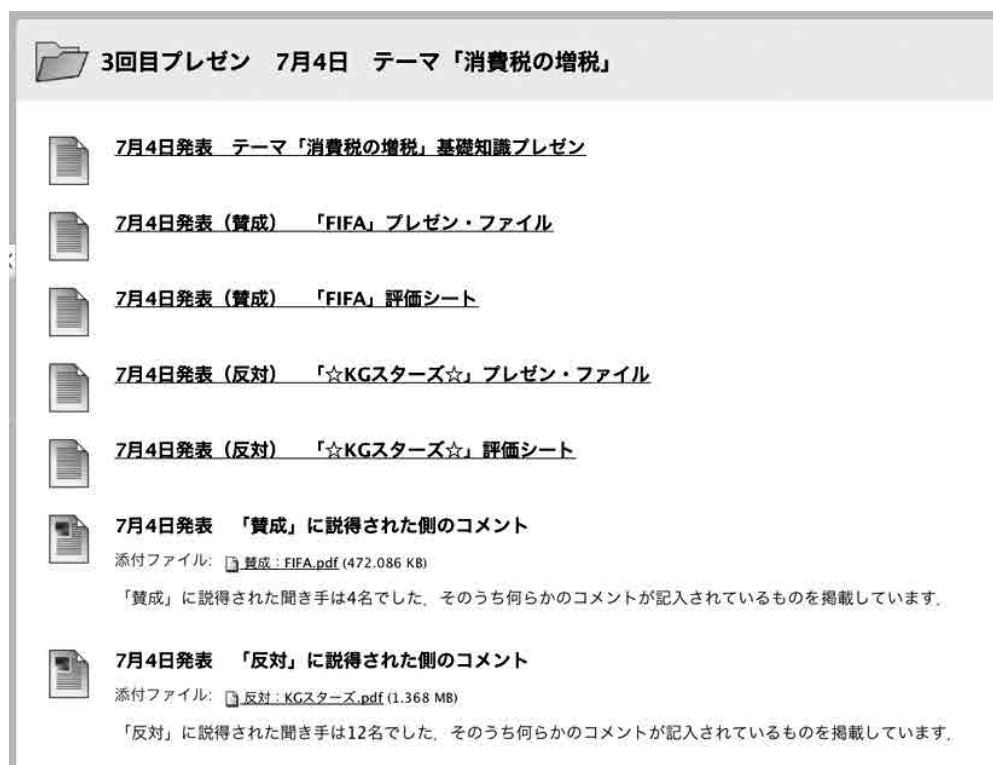 3回目プレゼン　7月4日　テーマ「消費税の増税」
7月4日発表　テーマ「消費税の増税」基礎知識プレゼン
7月4日発表（賛成）　「FIFA」プレゼン・ファイル
7月4日発表（賛成）　「FIFA」評価シート
7月4日発表（反対）　「☆KGスターズ☆」プレゼン・ファイル
7月4日発表（反対）　「☆KGスターズ☆」評価シート
7月4日発表　「賛成」に説得された側のコメント
添付ファイル: 賛成：FIFA.pdf (472.086 KB)
「賛成」に説得された聞き手は4名でした．そのうち何らかのコメントが記入されているものを掲載しています．
7月4日発表　「反対」に説得された側のコメント
添付ファイル: 反対：KGスターズ.pdf (1.368 MB)
「反対」に説得された聞き手は12名でした．そのうち何らかのコメントが記入されているものを掲載しています．